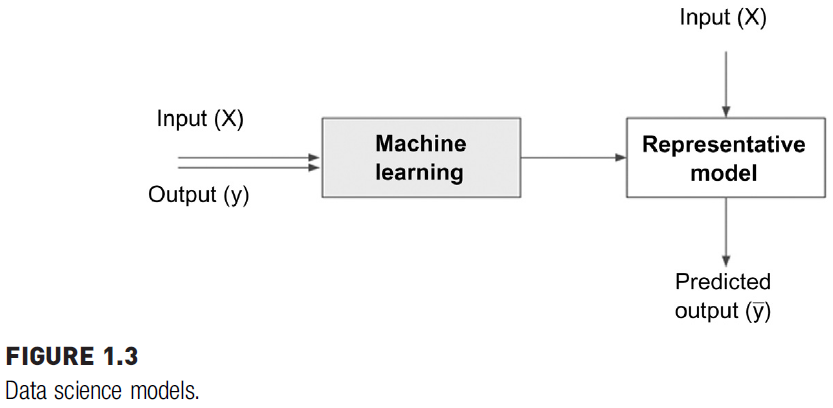 Input (X)
Input (X)
Machine
learning
Representative
model
Output (y)
Predicted
output (y̅)
FIGURE 1.3
Data science models.